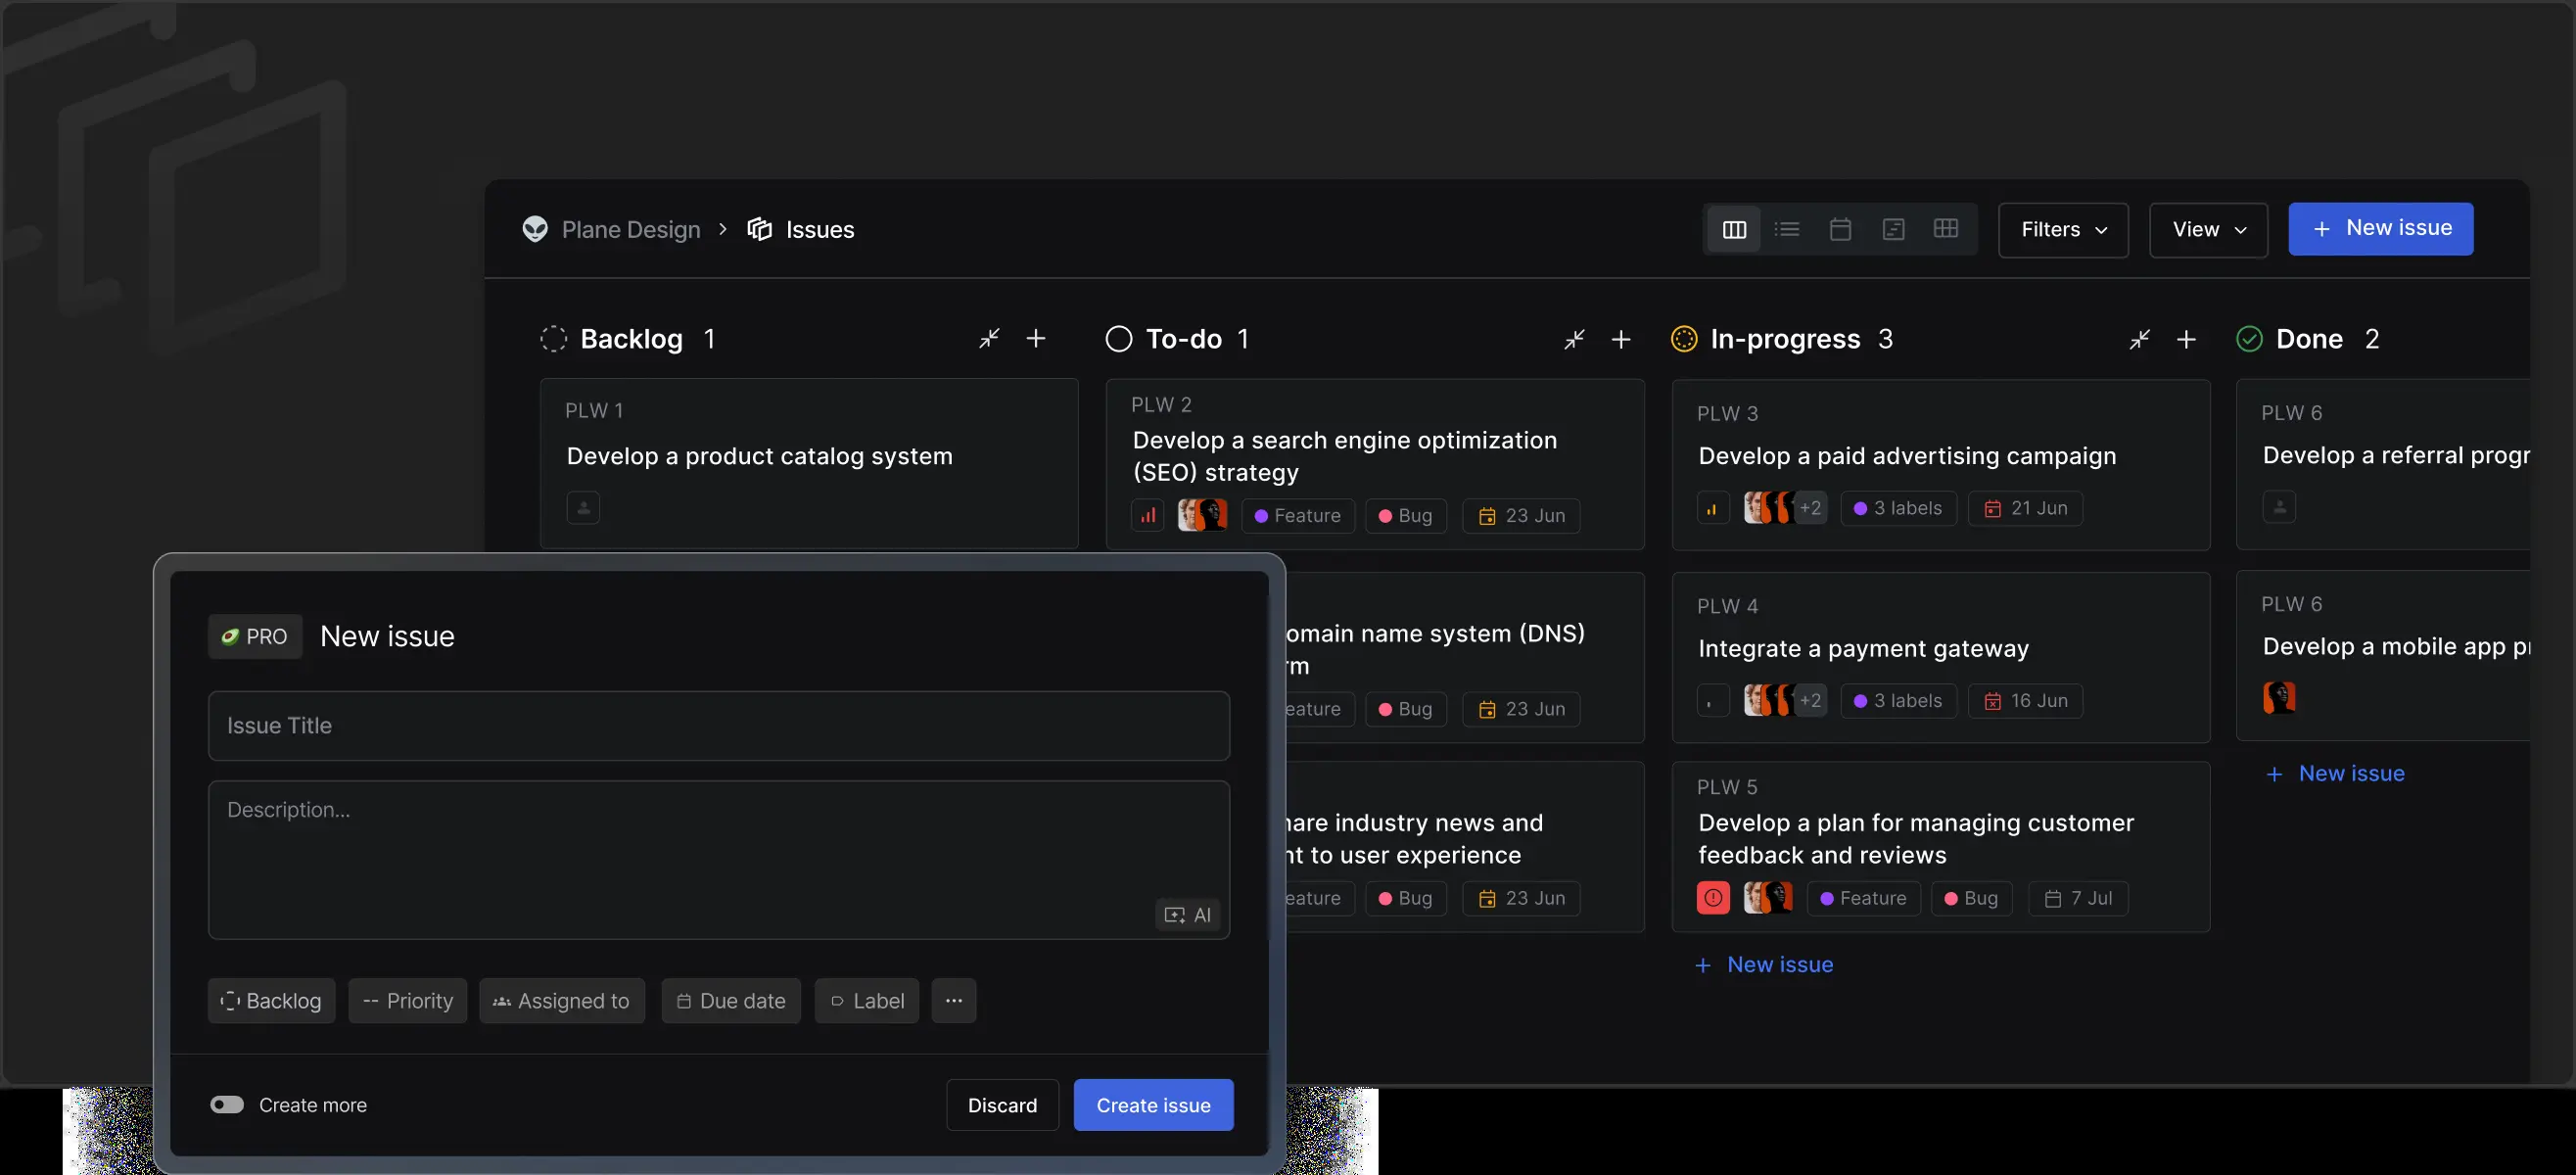 Plane Design
Issues
Filters
View
+ New issue
Backlog 1
PLW 1
Develop a product catalog system
To-do 1
PLW 2
Develop a search engine optimization
(SEO) strategy
Feature
Bug
23 Jun
omain name system (DNS)
rm
eature
Bug
23 Jun
hare industry news and
nt to user experience
eature
Bug
23 Jun
In-progress 3
PLW 3
Develop a paid advertising campaign
+2
3 labels
21 Jun
PLW 4
Integrate a payment gateway
+2
3 labels
16 Jun
PLW 5
Develop a plan for managing customer
feedback and reviews
Feature
Bug
7 Jul
+ New issue
Done 2
PLW 6
Develop a referral progr
PLW 6
Develop a mobile app p
+ New issue
PRO
New issue
Issue Title
Description...
AI
Backlog
-- Priority
Assigned to
Due date
Label
Create more
Discard
Create issue